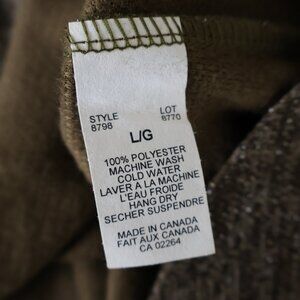 STYLE LOT
8798 8770
L/G
100% POLYESTER
MACHINE WASH
COLD WATER
LAVER A LA MACHINE
L'EAU FROIDE
HANG DRY
SECHER SUSPENDRE
MADE IN CANADA
FAIT AUX CANADA
CA 02264